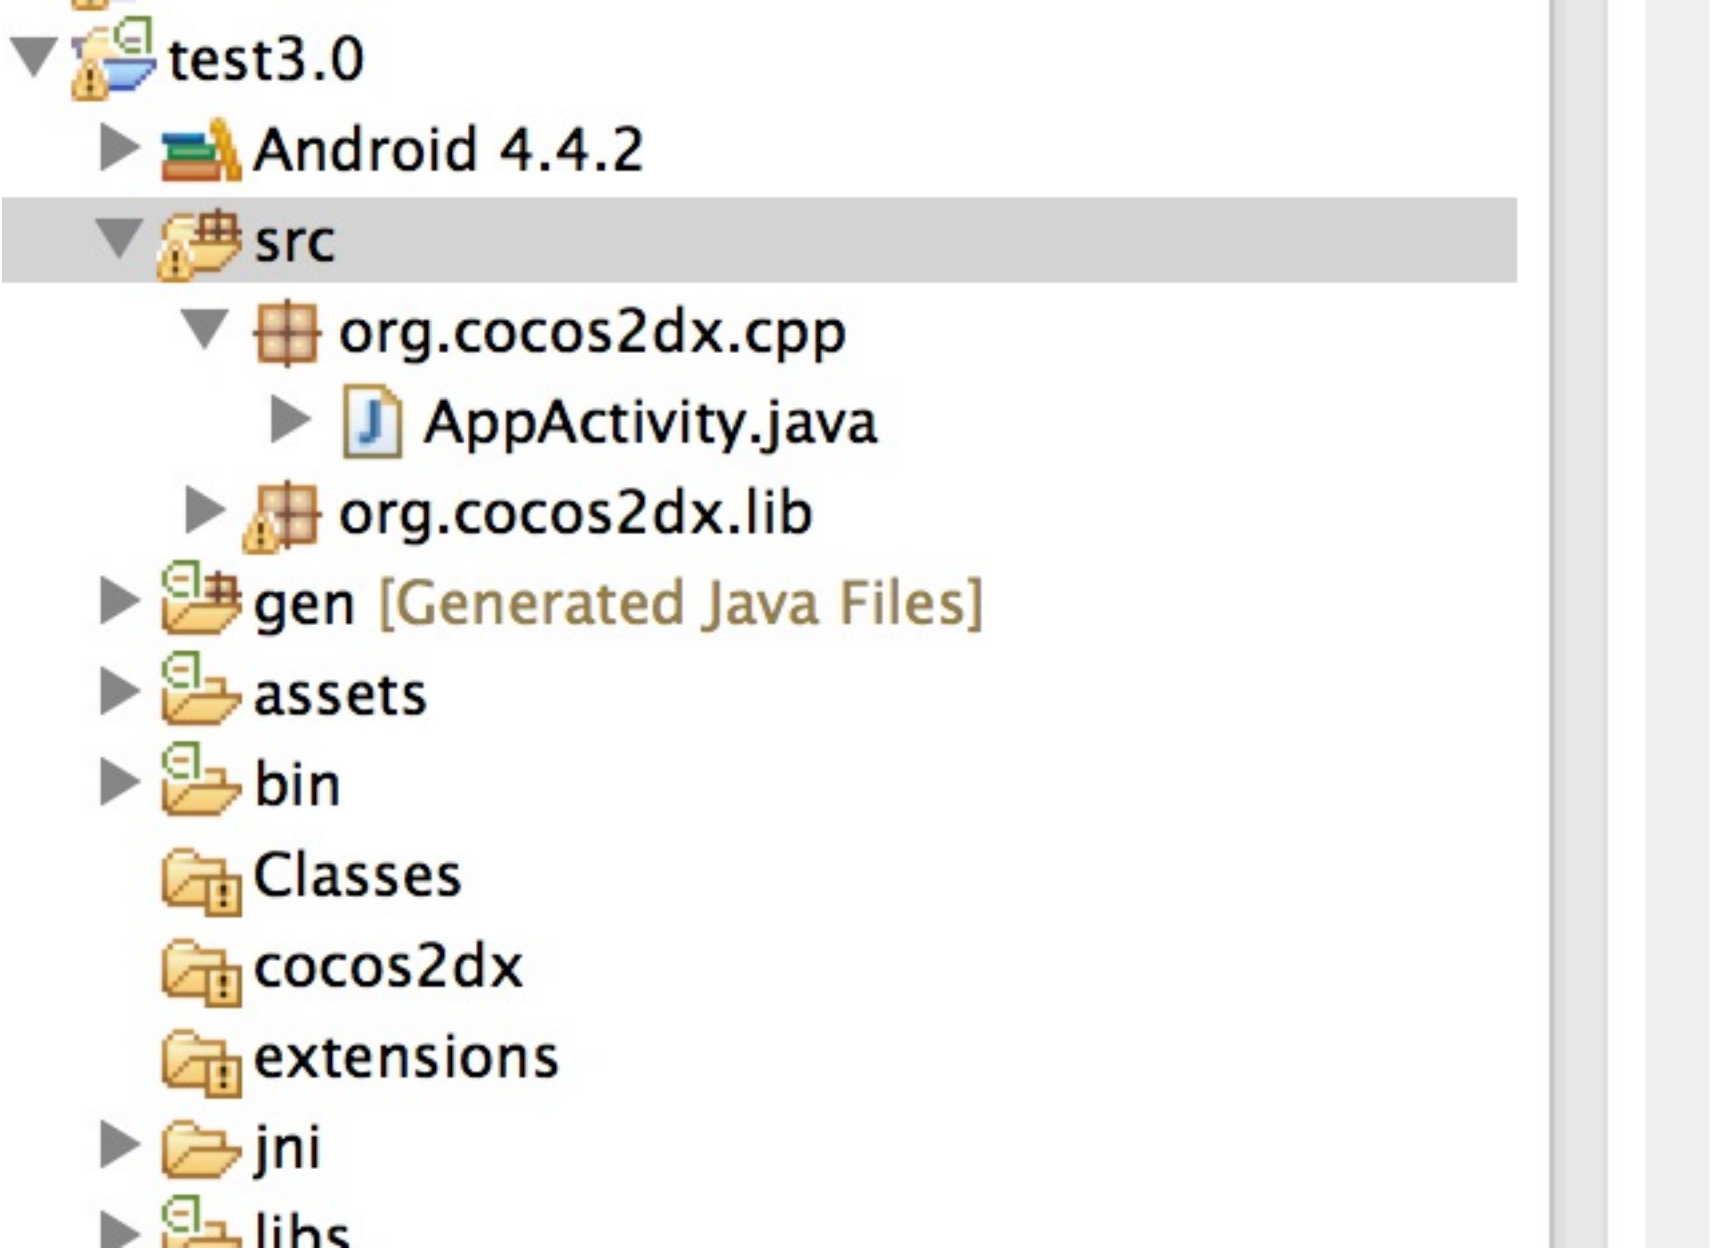 test3.0
Android 4.4.2
src
org.cocos2dx.cpp
AppActivity.java
org.cocos2dx.lib
gen [Generated Java Files]
assets
bin
Classes
cocos2dx
extensions
jni
libs